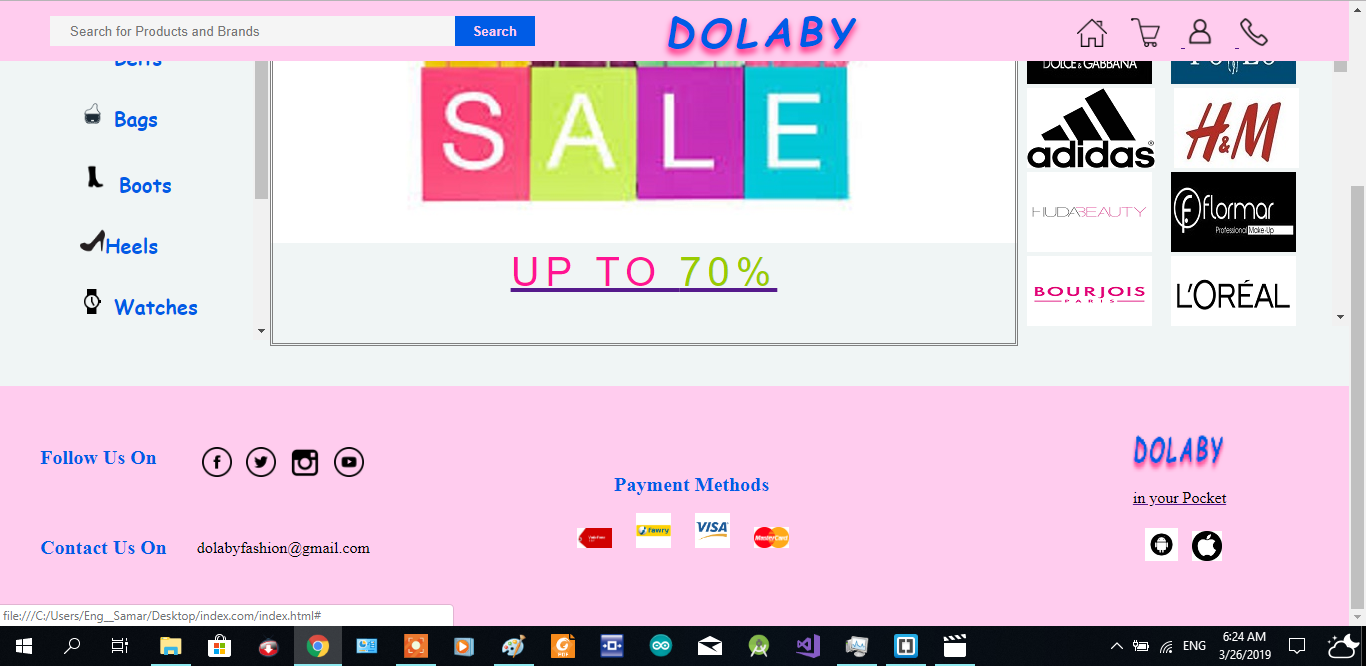 Search for Products and Brands
Search
DOLABY
Belts
Bags
Boots
Heels
Watches
SALE
UP TO 70%
DOLCE & GABBANA
adidas
H&M
HUDABEAUTY
flormar
Professional Make-Up
BOURJOIS
PARIS
L'ORÉAL
Follow Us On
Contact Us On
dolabyfashion@gmail.com
Payment Methods
fawry
VISA
MasterCard
DOLABY
in your Pocket
file:///C:/Users/Eng__Samar/Desktop/index.com/index.html#
ENG
6:24 AM
3/26/2019